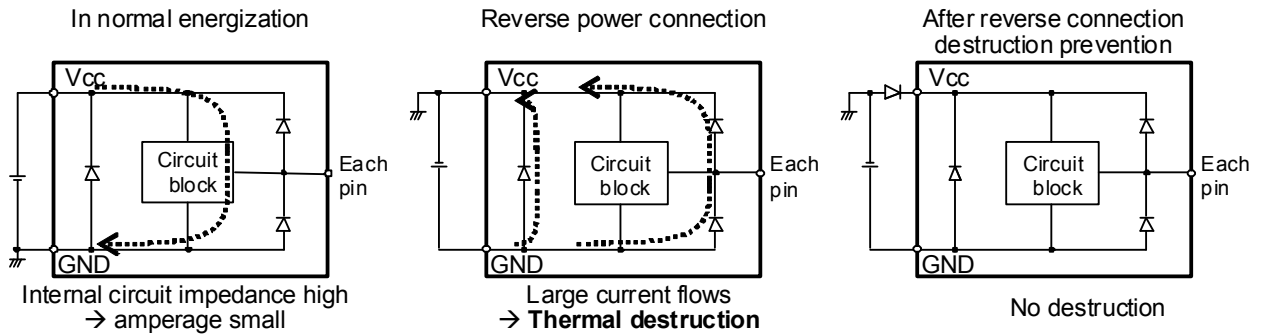 In normal energization
Vcc
Circuit
block
Each
pin
GND
Internal circuit impedance high
→ amperage small
Reverse power connection
Vcc
Circuit
block
Each
pin
GND
Large current flows
→ Thermal destruction
After reverse connection
destruction prevention
Vcc
Circuit
block
Each
pin
GND
No destruction